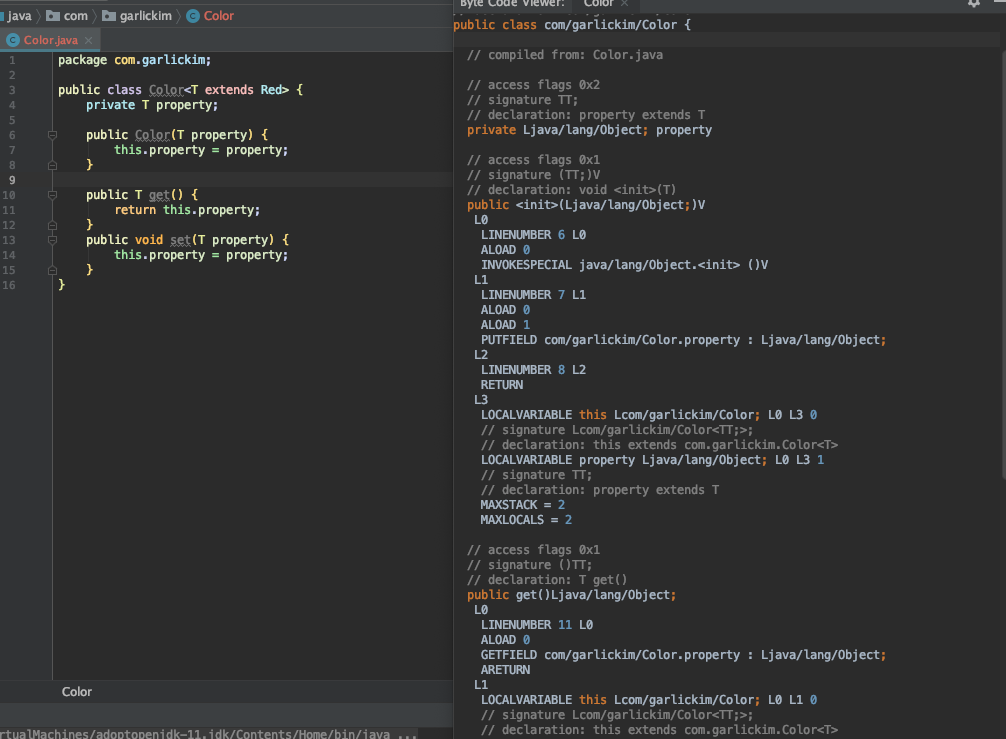 java com garlickim Color
Color.java
1 package com.garlickim;
2
3 public class Color<T extends Red> {
4 private T property;
5
6 public Color(T property) {
7 this.property = property;
8 }
9
10 public T get() {
11 return this.property;
12 }
13 public void set(T property) {
14 this.property = property;
15 }
16 }
Color
adoptopenjdk-11.jdk/Contents/Home/bin/java ...
Byte Code Viewer: Color
public class com/garlickim/Color {
// compiled from: Color.java
// access flags 0x2
// signature TT;
// declaration: property extends T
private Ljava/lang/Object; property
// access flags 0x1
// signature (TT;)V
// declaration: void <init>(T)
public <init>(Ljava/lang/Object;)V
L0
LINENUMBER 6 L0
ALOAD 0
INVOKESPECIAL java/lang/Object.<init> ()V
L1
LINENUMBER 7 L1
ALOAD 0
ALOAD 1
PUTFIELD com/garlickim/Color.property : Ljava/lang/Object;
L2
LINENUMBER 8 L2
RETURN
L3
LOCALVARIABLE this Lcom/garlickim/Color; L0 L3 0
// signature Lcom/garlickim/Color<TT;>;
// declaration: this extends com.garlickim.Color<T>
LOCALVARIABLE property Ljava/lang/Object; L0 L3 1
// signature TT;
// declaration: property extends T
MAXSTACK = 2
MAXLOCALS = 2
// access flags 0x1
// signature ()TT;
// declaration: T get()
public get()Ljava/lang/Object;
L0
LINENUMBER 11 L0
ALOAD 0
GETFIELD com/garlickim/Color.property : Ljava/lang/Object;
ARETURN
L1
LOCALVARIABLE this Lcom/garlickim/Color; L0 L1 0
// signature Lcom/garlickim/Color<TT;>;
// declaration: this extends com.garlickim.Color<T>